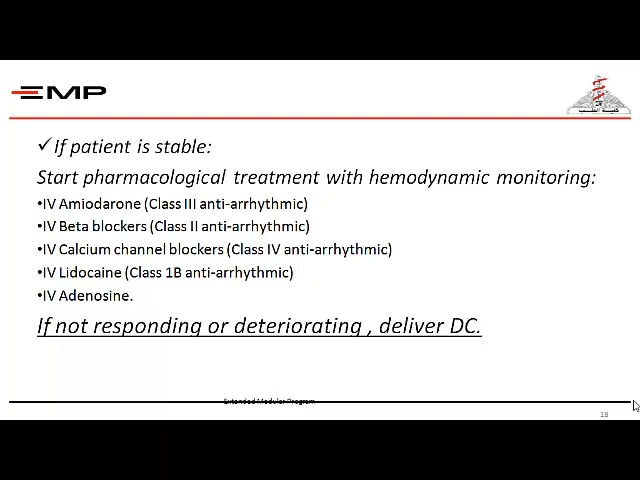 EMP
كلية الطب
✓If patient is stable:
Start pharmacological treatment with hemodynamic monitoring:
•IV Amiodarone (Class III anti-arrhythmic)
•IV Beta blockers (Class II anti-arrhythmic)
•IV Calcium channel blockers (Class IV anti-arrhythmic)
•IV Lidocaine (Class 1B anti-arrhythmic)
•IV Adenosine.
If not responding or deteriorating , deliver DC.
Extended Modular Program
18